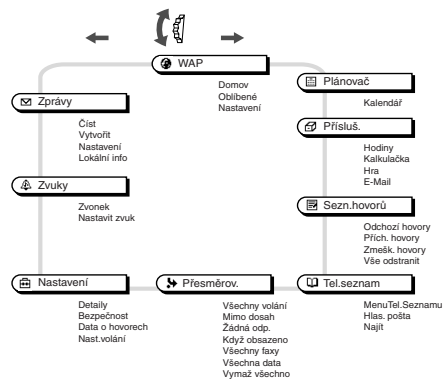 WAP
Domov
Oblíbené
Nastavení
Zprávy
Číst
Vytvořit
Nastavení
Lokální info
Zvuky
Zvonek
Nastavit zvuk
Nastavení
Detaily
Bezpečnost
Data o hovorech
Nast.volání
Přesměrov.
Všechny volání
Mimo dosah
Žádná odp.
Když obsazeno
Všechny faxy
Všechna data
Vymaž všechno
Plánovač
Kalendář
Přísluš.
Hodiny
Kalkulačka
Hra
E-Mail
Sezn.hovorů
Odchozí hovory
Přích. hovory
Zmešk. hovory
Vše odstranit
Tel.seznam
MenuTel.Seznamu
Hlas. pošta
Najít